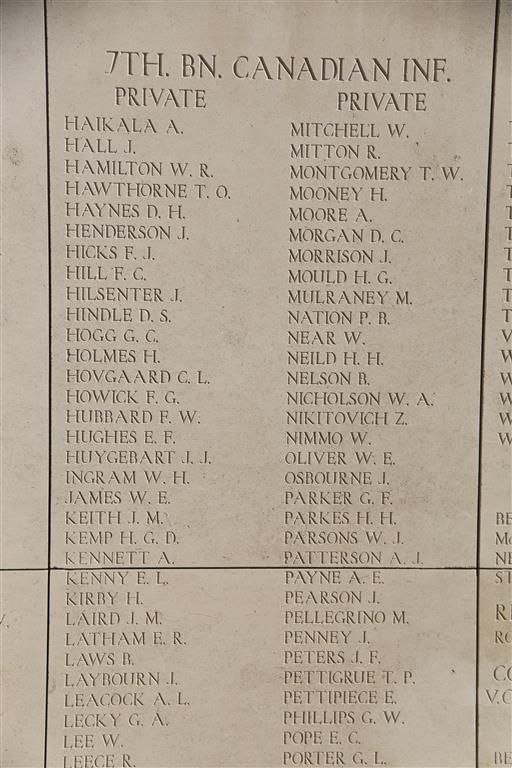 7TH. BN. CANADIAN INF.
PRIVATE
HAIKALA A.
HALL J.
HAMILTON W. R.
HAWTHORNE T. O.
HAYNES D. H.
HENDERSON J.
HICKS F. J.
HILL F. C.
HILSENTER J.
HINDLE D. S.
HOGG G. C.
HOLMES H.
HOVGAARD C. L.
HOWICK F. G.
HUBBARD F. W.
HUGHES E. F.
HUYGEBART J. J.
INGRAM W. H.
JAMES W. E.
KEITH J. M.
KEMP H. G. D.
KENNETT A.
KENNY E. L.
KIRBY H.
LAIRD J. M.
LATHAM E. R.
LAWS B.
LAYBOURN J.
LEACOCK A. L.
LECKY G. A.
LEE W.
LEECE R.
PRIVATE
MITCHELL W.
MITTON R.
MONTGOMERY T. W.
MOONEY H.
MOORE A.
MORGAN D. C.
MORRISON J.
MOULD H. G.
MULRANEY M.
NATION P. B.
NEAR W.
NEILD H. H.
NELSON B.
NICHOLSON W. A.
NIKITOVICH Z.
NIMMO W.
OLIVER W. E.
OSBOURNE J.
PARKER G. F.
PARKES H. H.
PARSONS W. J.
PATTERSON A. J.
PAYNE A. E.
PEARSON J.
PELLEGRINO M.
PENNEY J.
PETERS J. F.
PETTIGRUE T. P.
PETTIPIECE E.
PHILLIPS G. W.
POPE E. C.
PORTER G. L.